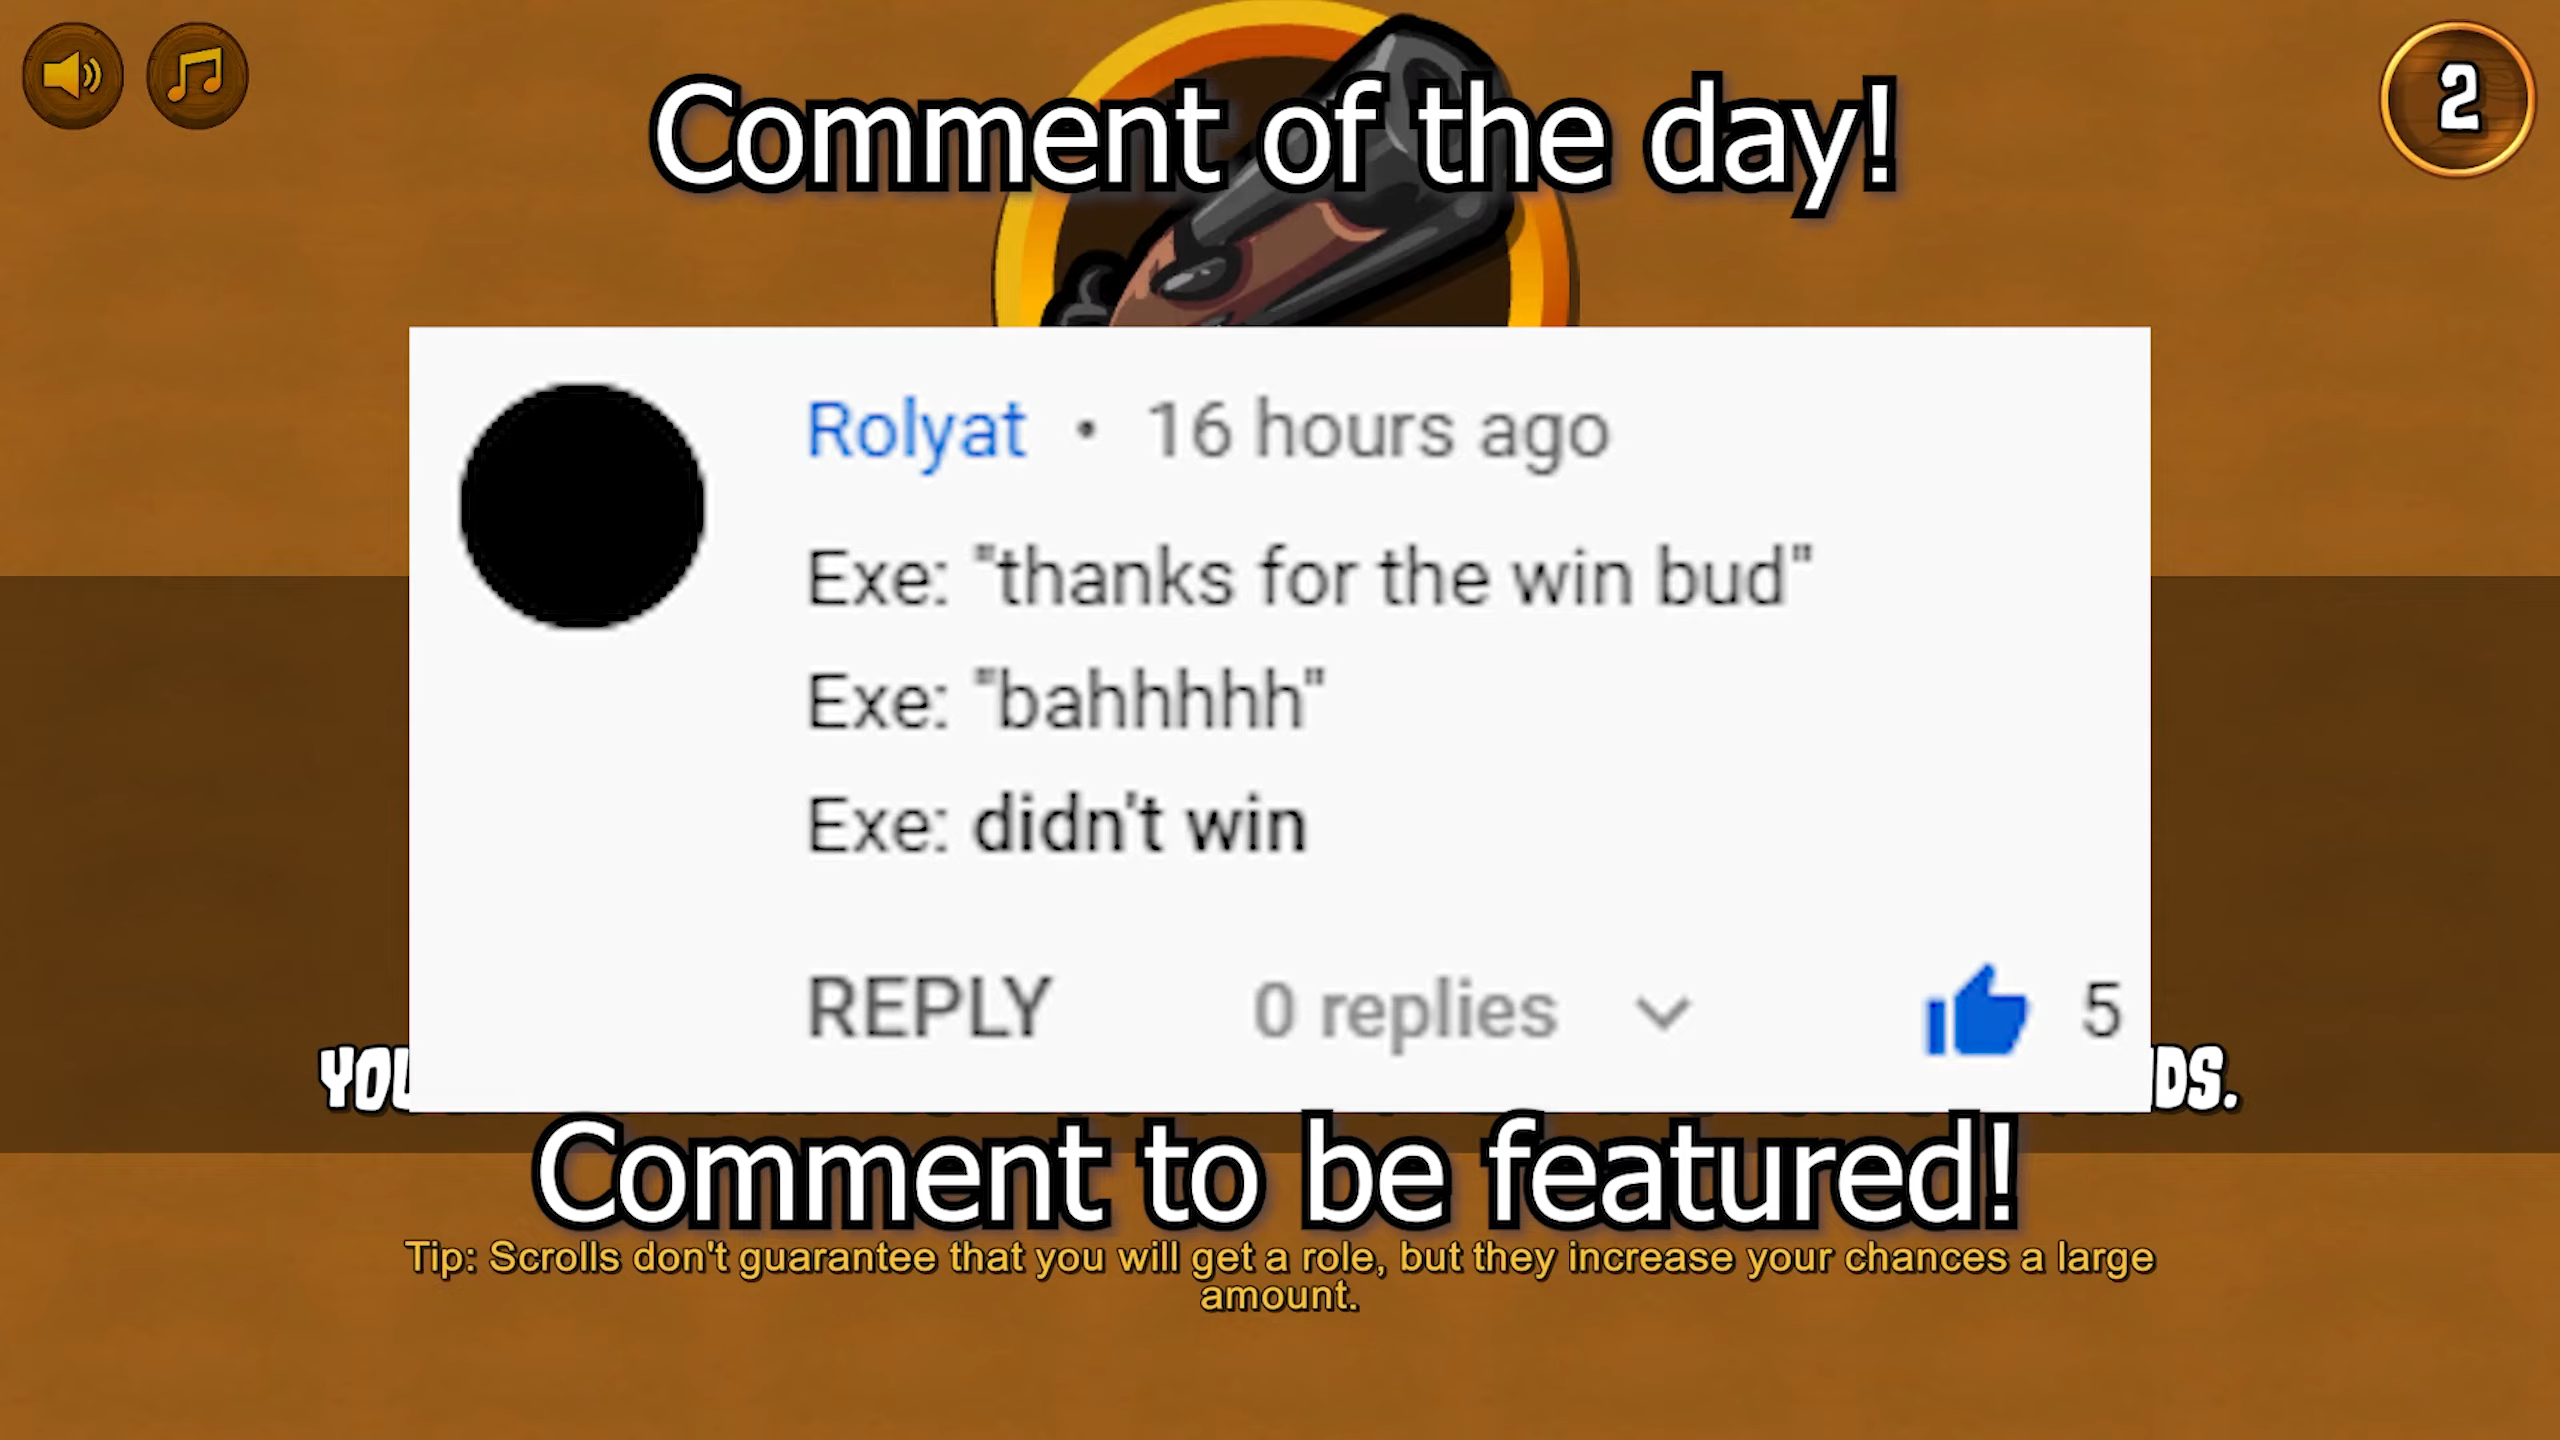 2
Comment of the day!
Rolyat • 16 hours ago
Exe: "thanks for the win bud"
Exe: "bahhhhh"
Exe: didn't win
REPLY 0 replies 5
Comment to be featured!
Tip: Scrolls don't guarantee that you will get a role, but they increase your chances a large
amount.